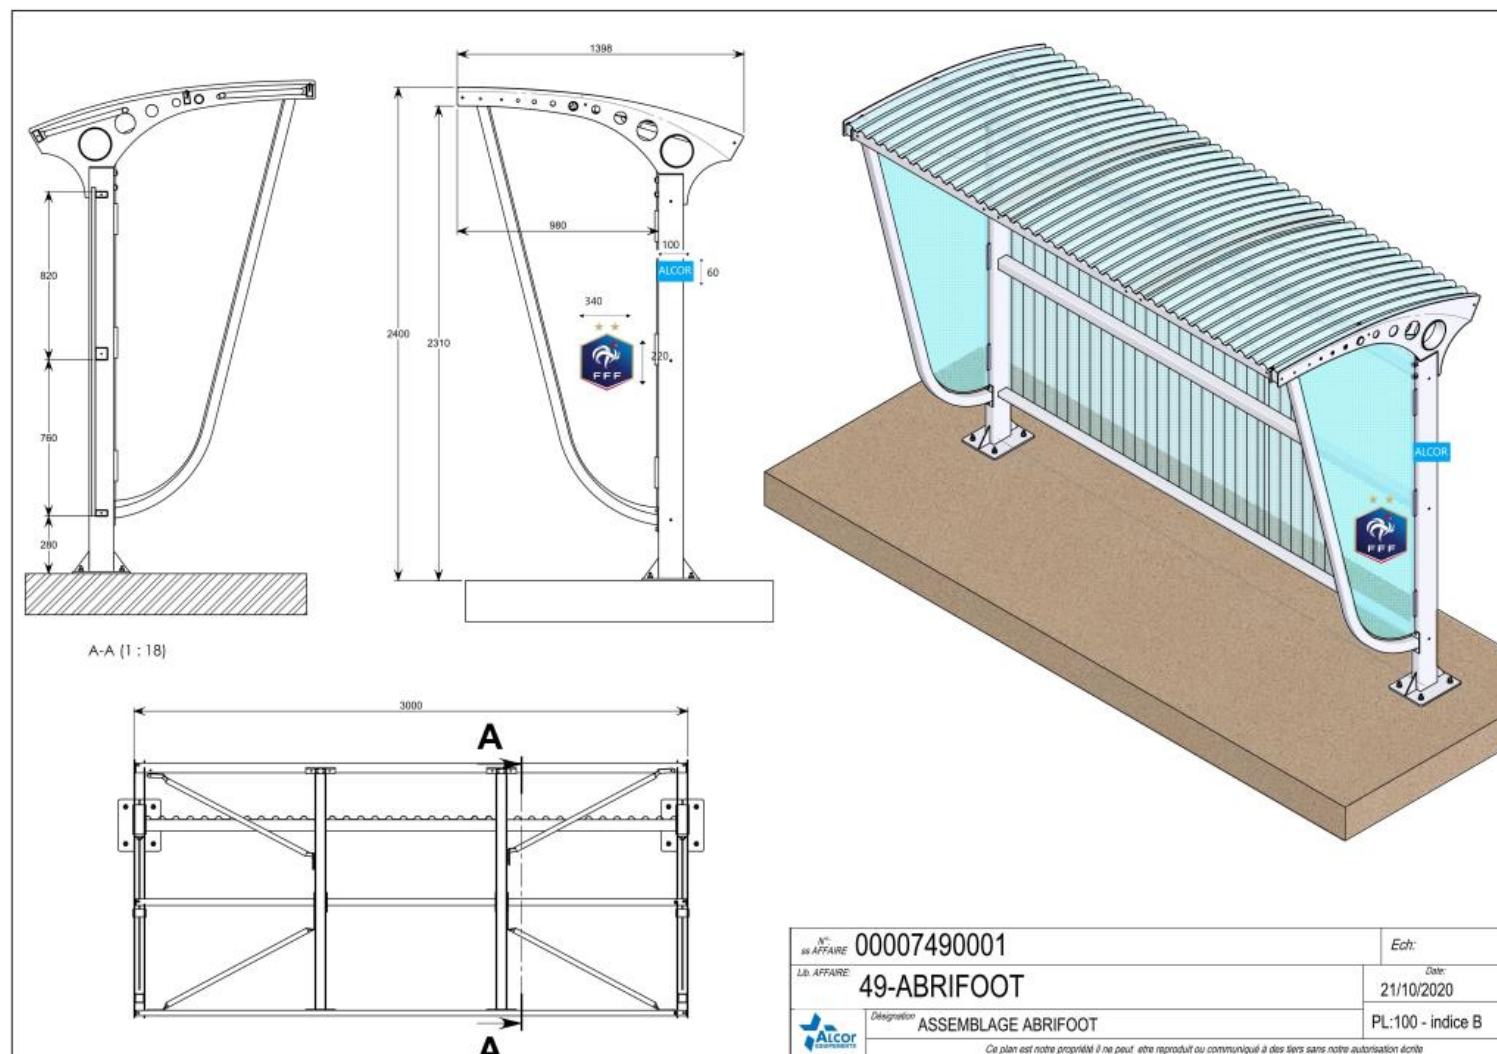 1398
820
760
280
A-A (1 : 18)
2400
2310
980
100
ALCOR
60
340
220
FFF
ALCOR
FFF
3000
A
A
N°:
ss AFFAIRE
00007490001
Ech:
Lib. AFFAIRE:
49-ABRIFOOT
Date:
21/10/2020
Désignation
ASSEMBLAGE ABRIFOOT
PL:100 - indice B
ALCOR
EQUIPEMENTS
Ce plan est notre propriété il ne peut etre reproduit ou communiqué à des tiers sans notre autorisation écrite